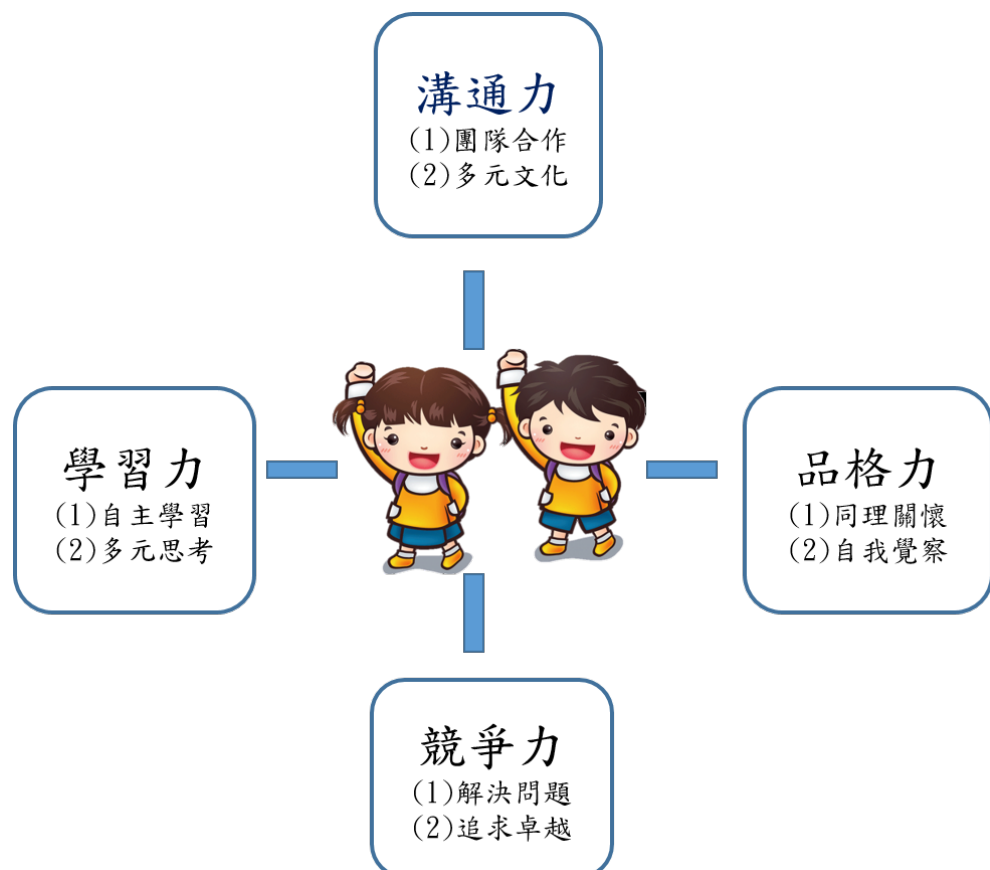 溝通力
(1)團隊合作
(2)多元文化
學習力
(1)自主學習
(2)多元思考
品格力
(1)同理關懷
(2)自我覺察
競爭力
(1)解決問題
(2)追求卓越